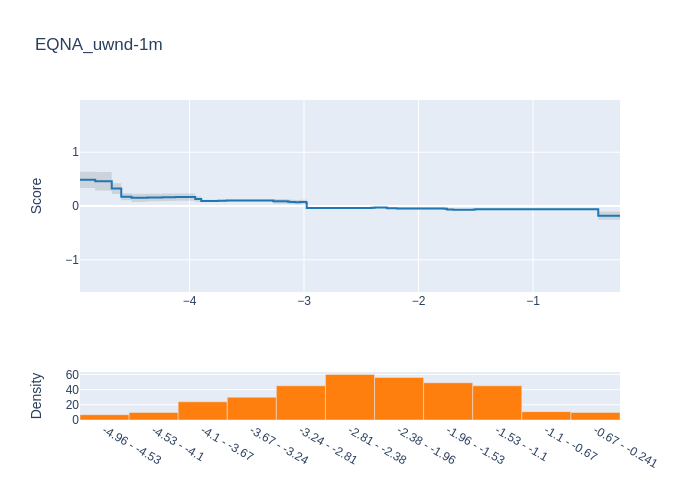 EQNA_uwnd-1m
Score
1
0
−1
−4
−3
−2
−1
Density
60
40
20
0
-4.96 - -4.53
-4.53 - -4.1
-4.1 - -3.67
-3.67 - -3.24
-3.24 - -2.81
-2.81 - -2.38
-2.38 - -1.96
-1.96 - -1.53
-1.53 - -1.1
-1.1 - -0.67
-0.67 - -0.241